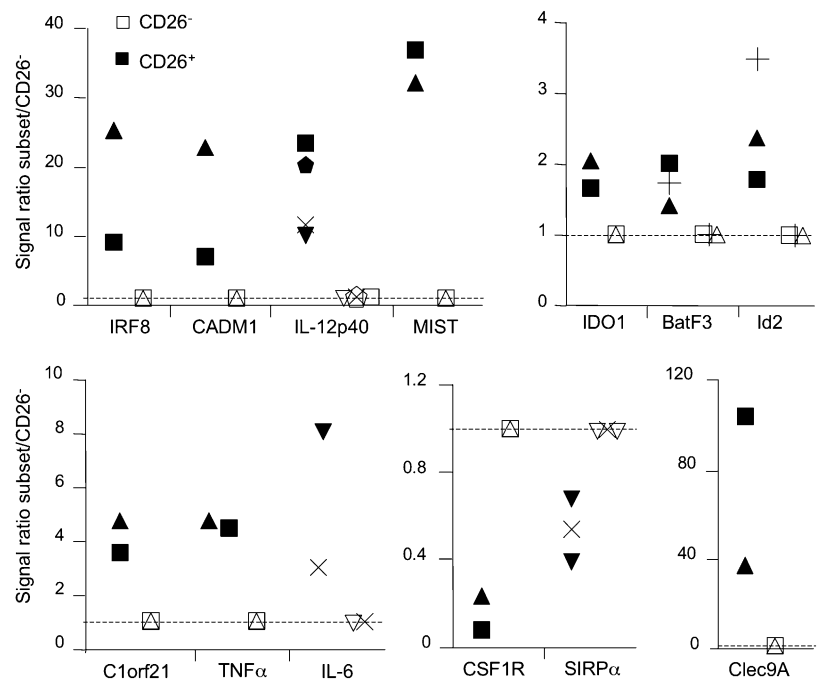 Signal ratio subset/CD26⁻
40
30
20
10
0
CD26⁻
CD26⁺
IRF8 CADM1 IL-12p40 MIST
4
3
2
1
0
IDO1 BatF3 Id2
Signal ratio subset/CD26⁻
10
8
6
4
2
0
C1orf21 TNFα IL-6
1.2
0.8
0.4
0
CSF1R SIRPα
120
80
40
0
Clec9A